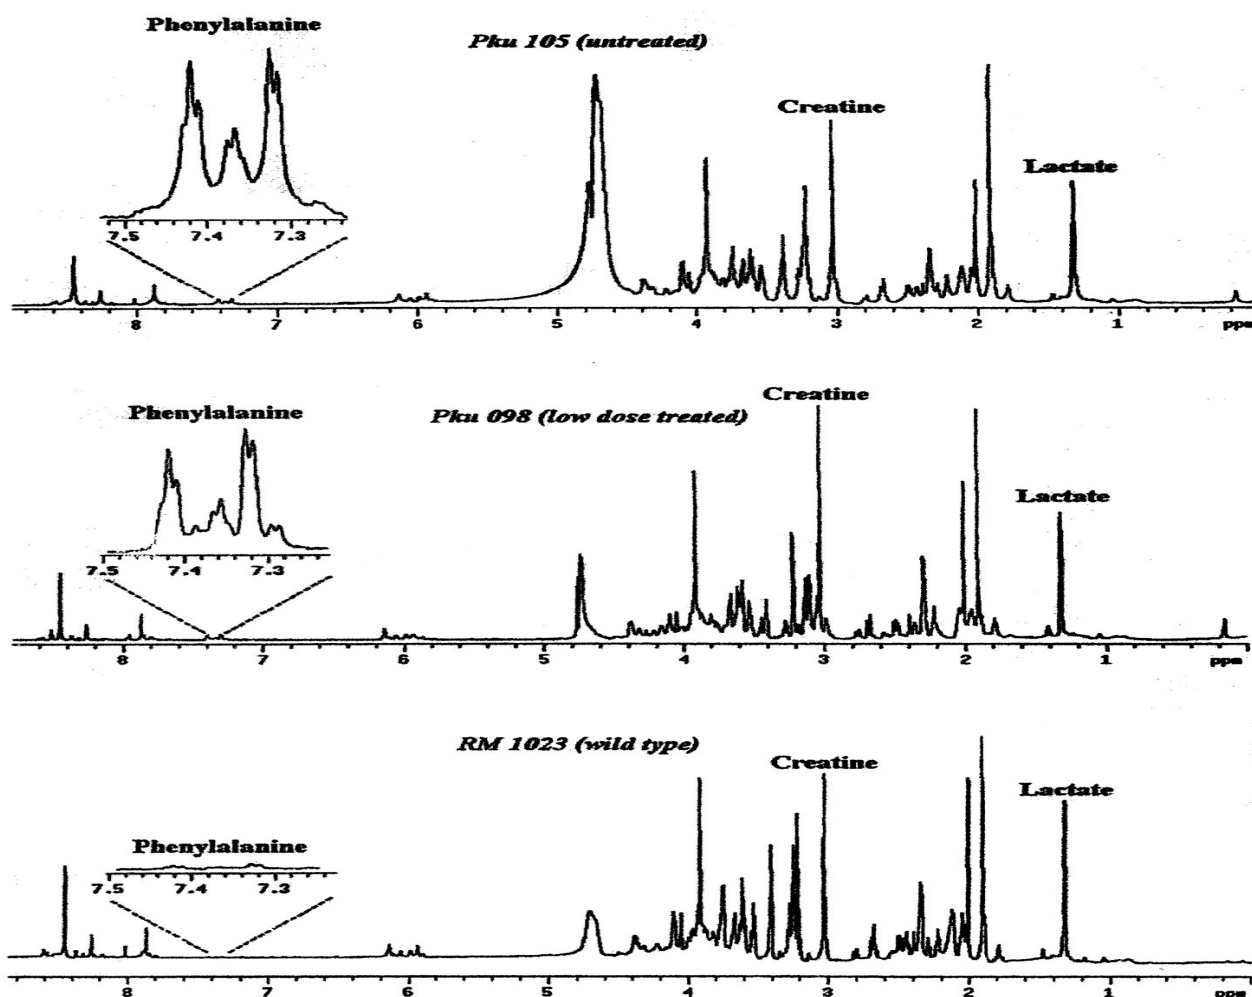 Phenylalanine
Pku 105 (untreated)
Creatine
Lactate
7.5 7.4 7.3
8 7 6 5 4 3 2 1 ppm
Creatine
Phenylalanine
Pku 098 (low dose treated)
Lactate
7.5 7.4 7.3
8 7 6 5 4 3 2 1 ppm
RM 1023 (wild type)
Creatine
Lactate
Phenylalanine
7.5 7.4 7.3
8 7 6 5 4 3 2 1 ppm